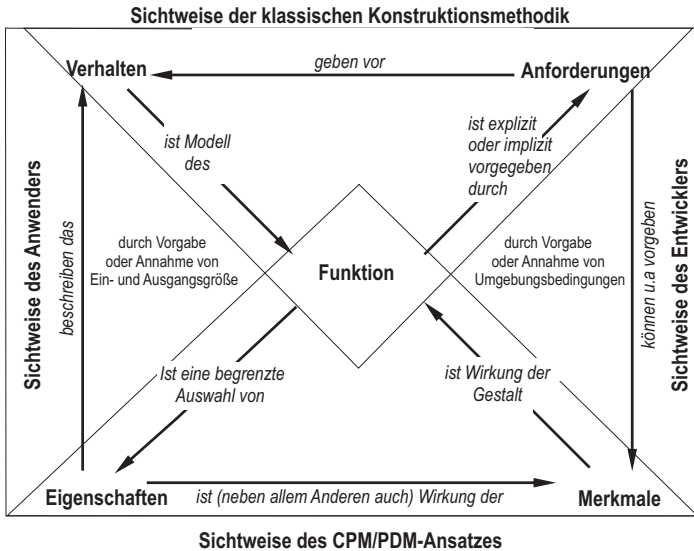 Sichtweise der klassischen Konstruktionsmethodik
Verhalten
geben vor
Anforderungen
ist Modell
des
ist explizit
oder implizit
vorgegeben
durch
Sichtweise des Anwenders
beschreiben das
durch Vorgabe
oder Annahme von
Ein- und Ausgangsgröße
Funktion
durch Vorgabe
oder Annahme von
Umgebungsbedingungen
können u.a vorgeben
Sichtweise des Entwicklers
Ist eine begrenzte
Auswahl von
ist Wirkung der
Gestalt
Eigenschaften
ist (neben allem Anderen auch) Wirkung der
Merkmale
Sichtweise des CPM/PDM-Ansatzes